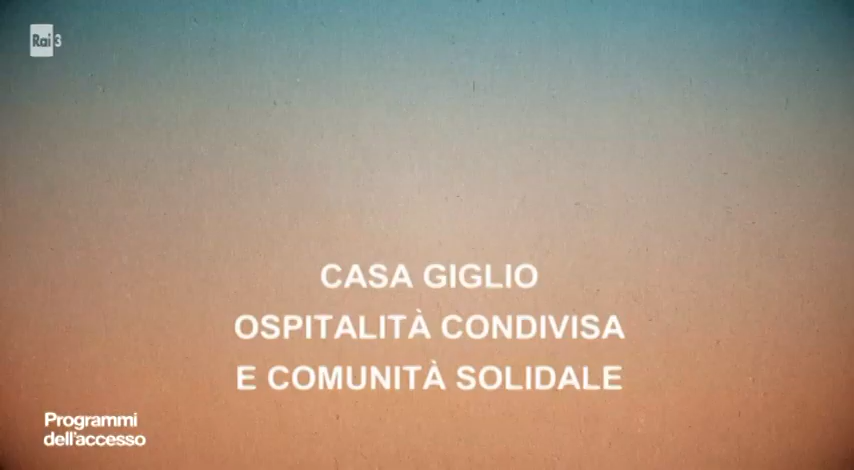 Rai 3
CASA GIGLIO
OSPITALITÀ CONDIVISA
E COMUNITÀ SOLIDALE
Programmi
dell'accesso